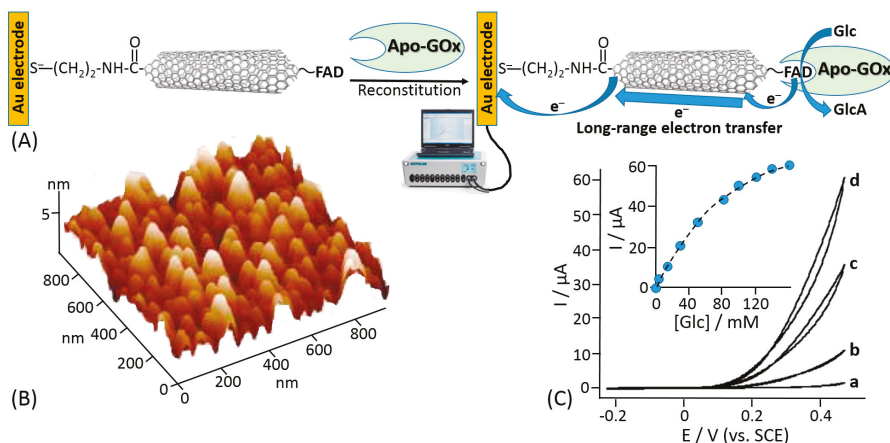 Au electrode
S⁻—(CH₂)₂—NH—C—
O
FAD
Apo-GOx
Reconstitution
Au electrode
S⁻—(CH₂)₂—NH—C
O
FAD
Apo-GOx
Glc
GlcA
e⁻
e⁻
e⁻
Long-range electron transfer
AUTOLAB
(A)
nm
5
800
600
nm
400
200
0
0
200
400
nm
600
800
(B)
I / µA
60
50
40
30
20
10
0
-0.2
0
0.2
0.4
E / V (vs. SCE)
d
c
b
a
I / µA
60
40
20
0
0
40
80
120
[Glc] / mM
(C)